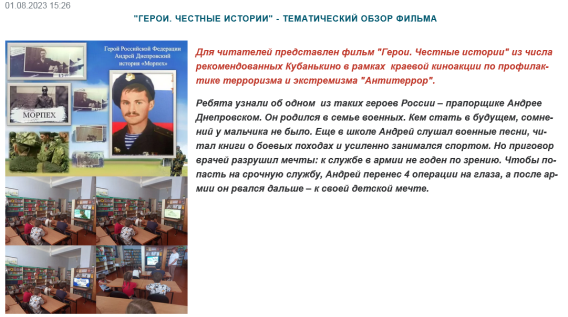 01.08.2023 15.26
"ГЕРОИ. ЧЕСТНЫЕ ИСТОРИИ" - ТЕМАТИЧЕСКИЙ ОБЗОР ФИЛЬМА
Герой Российской Федерации
Андрей Днепровский
история «Морпех»
МОРПЕХ
Для читателей представлен фильм "Герои. Честные истории" из числа
рекомендованных Кубанькино в рамках краевой киноакции по профилак-
тике терроризма и экстремизма "Антитеррор".
Ребята узнали об одном из таких героев России – прапорщике Андрее
Днепровском. Он родился в семье военных. Кем стать в будущем, сомне-
ний у мальчика не было. Еще в школе Андрей слушал военные песни, чи-
тал книги о боевых походах и усиленно занимался спортом. Но приговор
врачей разрушил мечты: к службе в армии не годен по зрению. Чтобы по-
пасть на срочную службу, Андрей перенес 4 операции на глаза, а после ар-
мии он рвался дальше – к своей детской мечте.